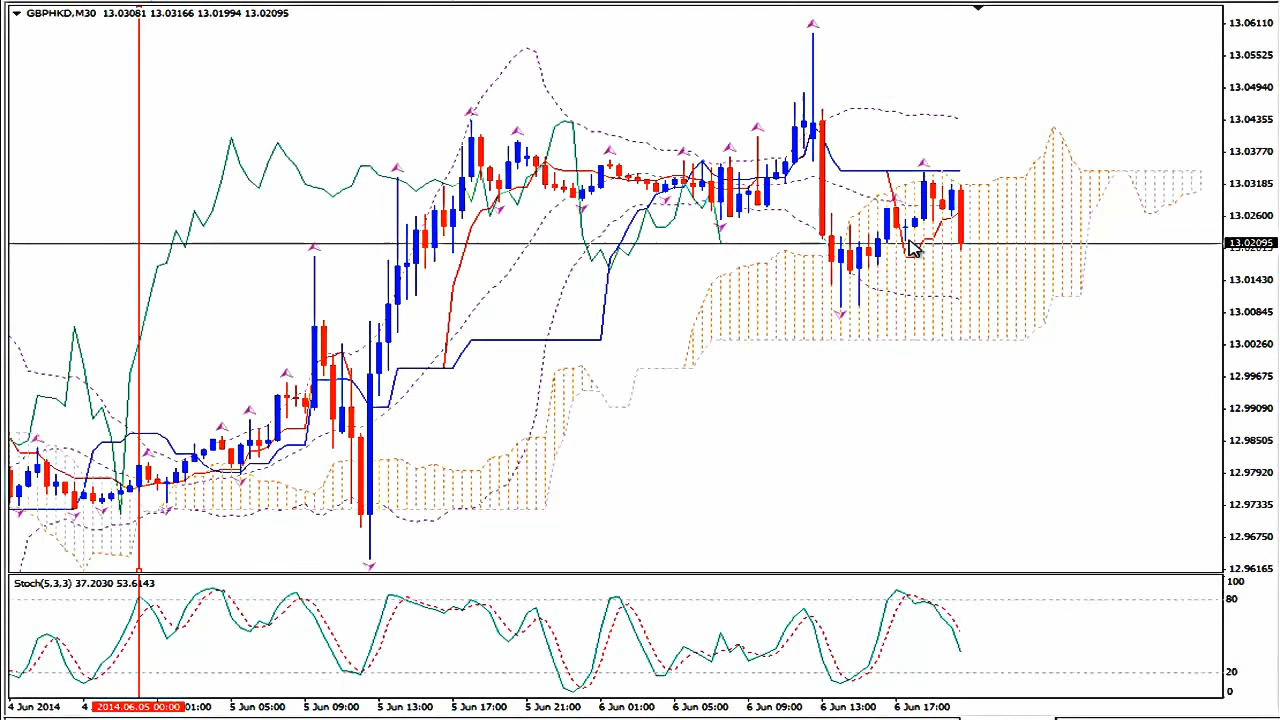 GBPHKD,M30 13.03081 13.03166 13.01994 13.02095
13.06110
13.05525
13.04940
13.04355
13.03770
13.03185
13.02600
13.02095
13.01430
13.00845
13.00260
12.99675
12.99090
12.98505
12.97920
12.97335
12.96750
12.96165
Stoch(5,3,3) 37.2030 53.6143
100
80
20
0
4 Jun 2014
4
2014.06.05 00:00
01:00
5 Jun 05:00
5 Jun 09:00
5 Jun 13:00
5 Jun 17:00
5 Jun 21:00
6 Jun 01:00
6 Jun 05:00
6 Jun 09:00
6 Jun 13:00
6 Jun 17:00